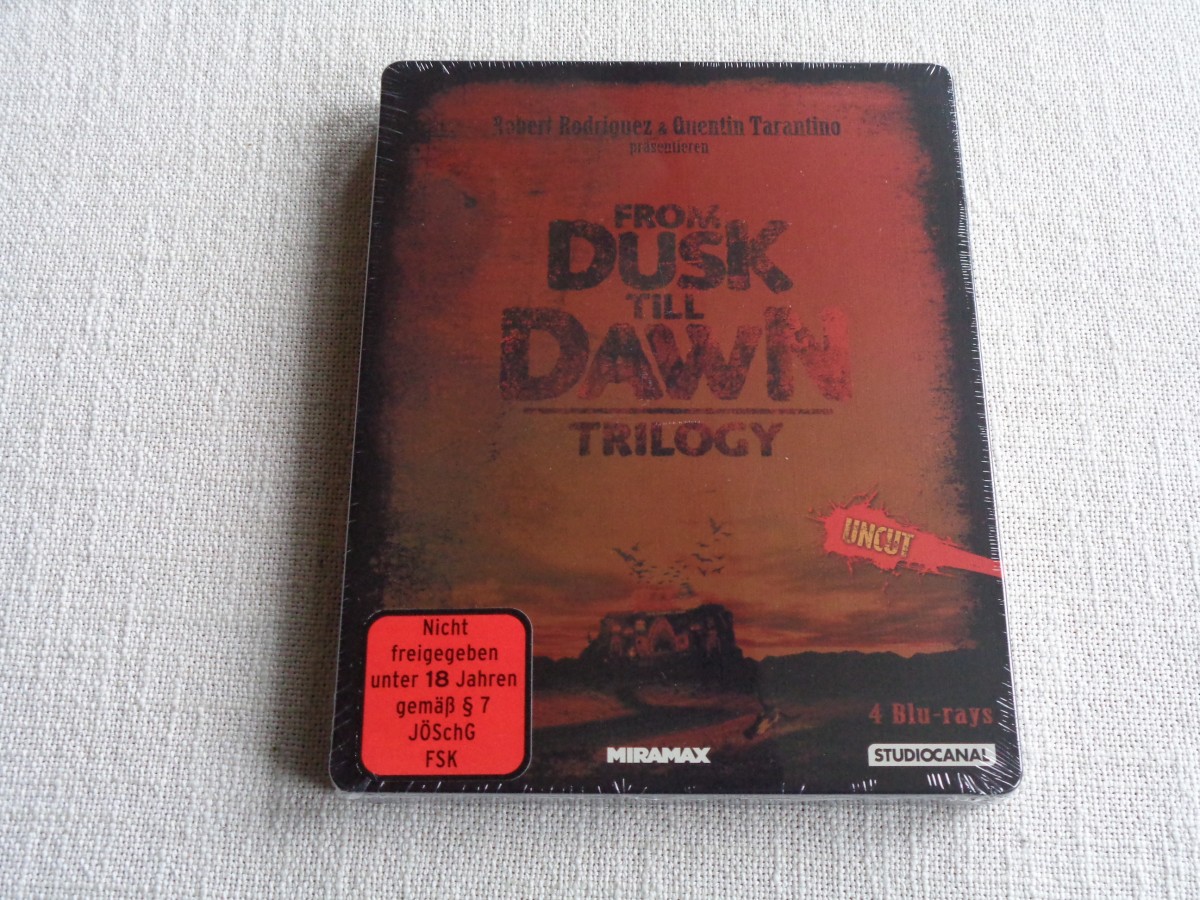 Robert Rodriguez & Quentin Tarantino
präsentieren
FROM
DUSK
TILL
DAWN
TRILOGY
UNCUT
Nicht
freigegeben
unter 18 Jahren
gemäß § 7
JÖSchG
FSK
4 Blu-rays
MIRAMAX
STUDIOCANAL